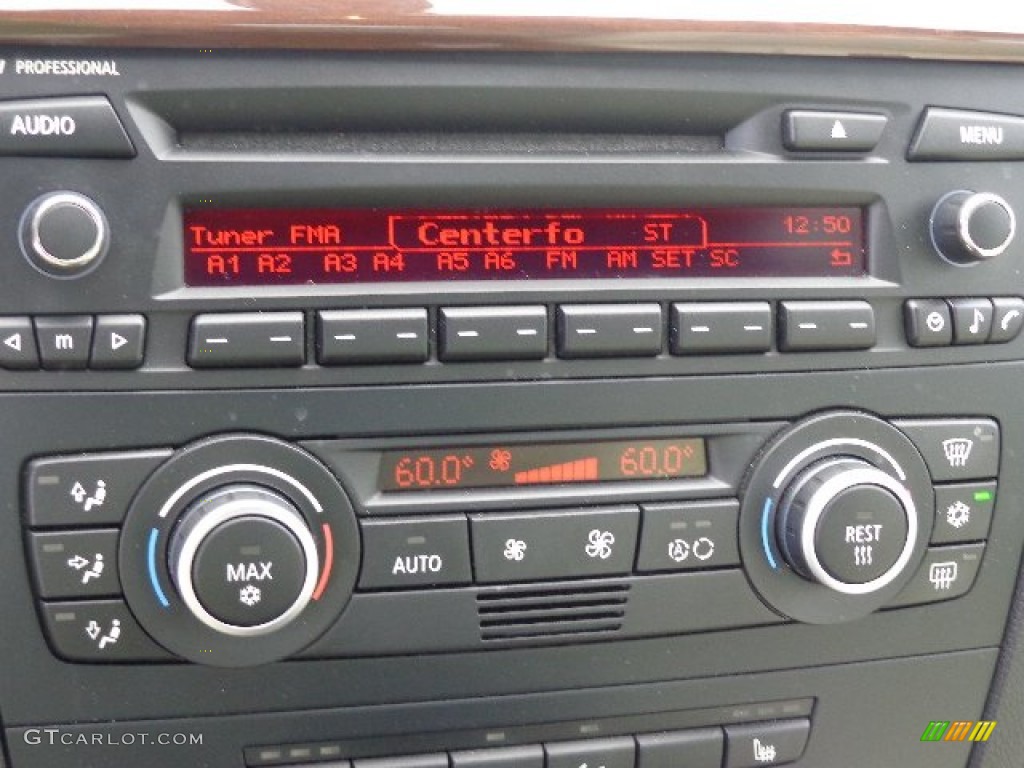 PROFESSIONAL
AUDIO
MENU
Tuner FMA
Centerfo
ST
12:50
A1 A2 A3 A4 A5 A6 FM AM SET SC
m
60.0°
60.0°
AUTO
MAX
REST
GTCARLOT.COM